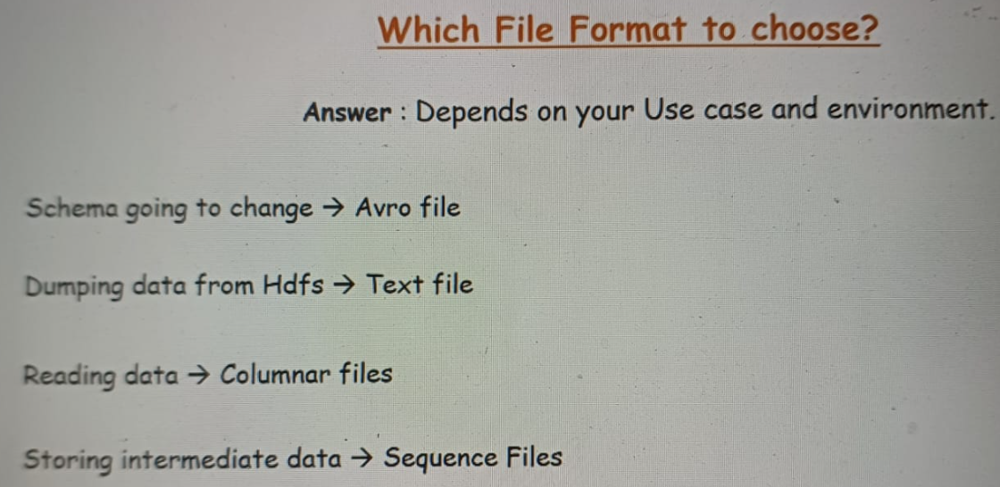 Which File Format to choose?
Answer : Depends on your Use case and environment.
Schema going to change → Avro file
Dumping data from Hdfs → Text file
Reading data → Columnar files
Storing intermediate data → Sequence Files